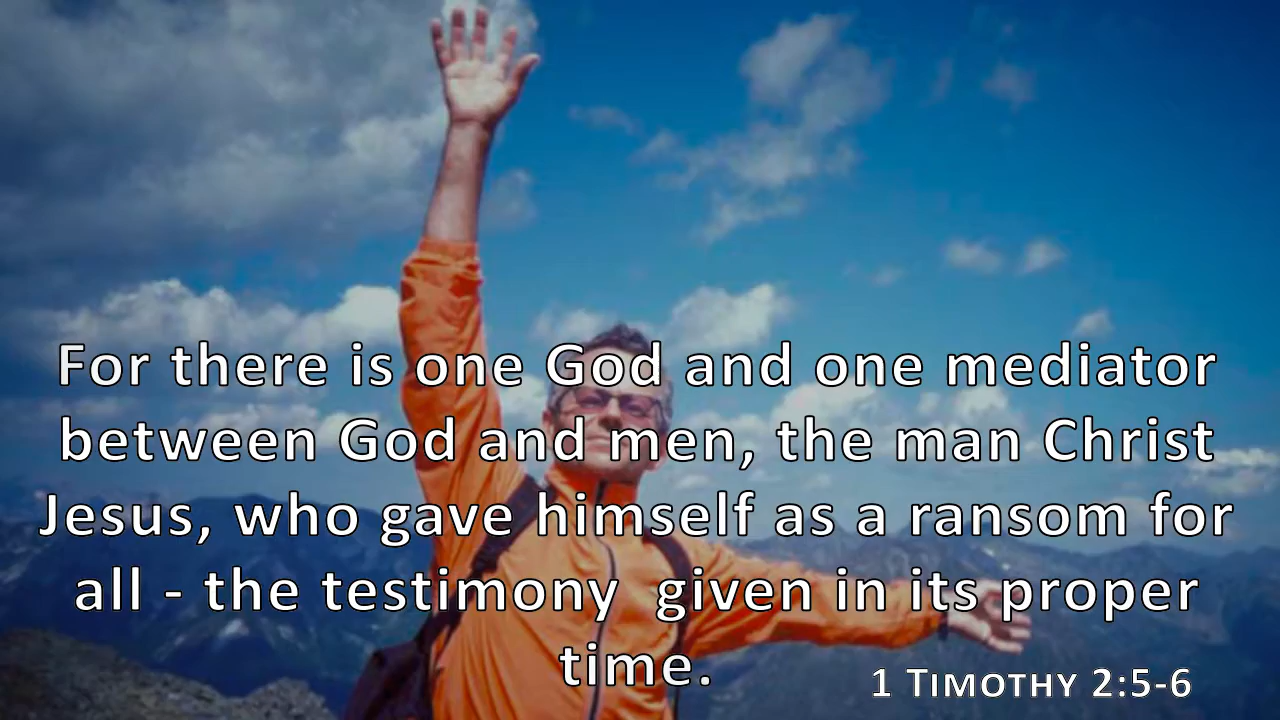 For there is one God and one mediator
between God and men, the man Christ
Jesus, who gave himself as a ransom for
all - the testimony  given in its proper
time.
1 Timothy 2:5-6